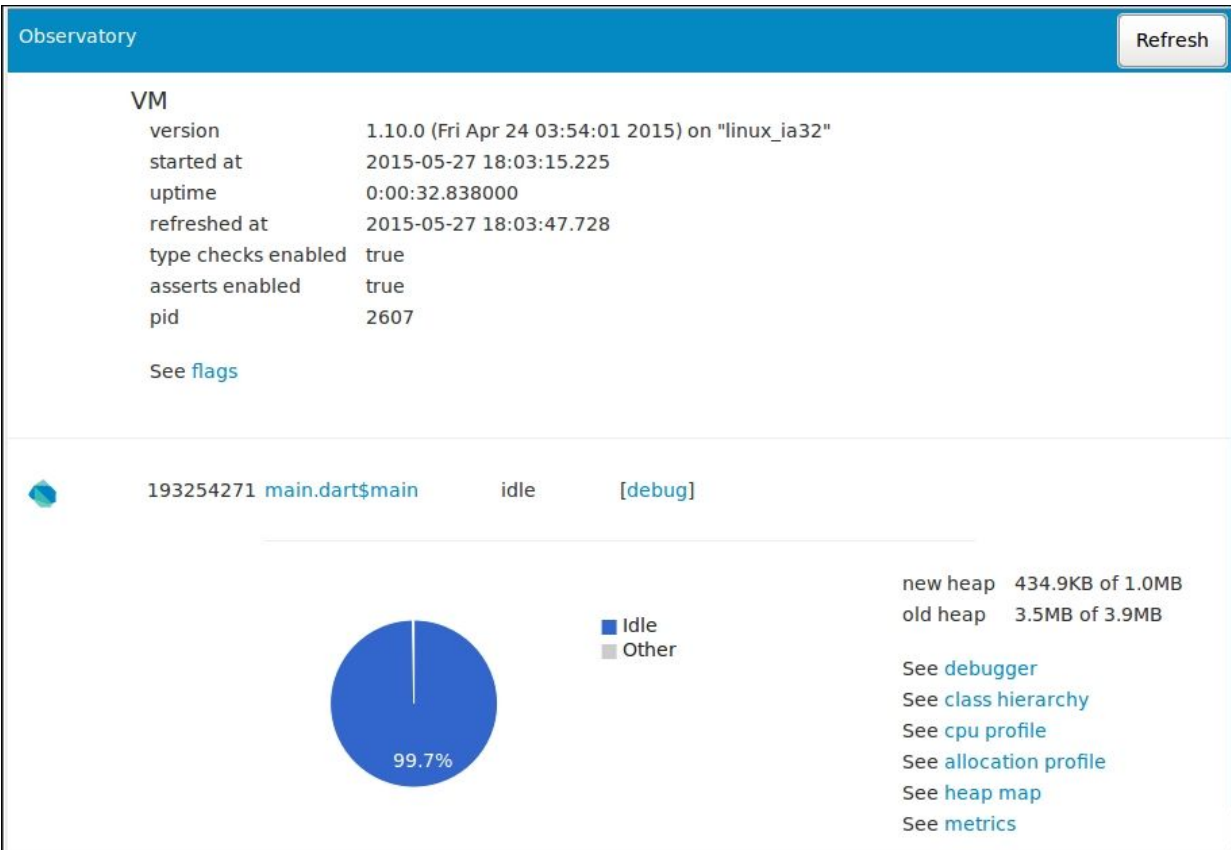 Observatory
Refresh
VM
version 1.10.0 (Fri Apr 24 03:54:01 2015) on "linux_ia32"
started at 2015-05-27 18:03:15.225
uptime 0:00:32.838000
refreshed at 2015-05-27 18:03:47.728
type checks enabled true
asserts enabled true
pid 2607
See flags
193254271 main.dart$main idle [debug]
new heap 434.9KB of 1.0MB
old heap 3.5MB of 3.9MB
Idle
Other
99.7%
See debugger
See class hierarchy
See cpu profile
See allocation profile
See heap map
See metrics